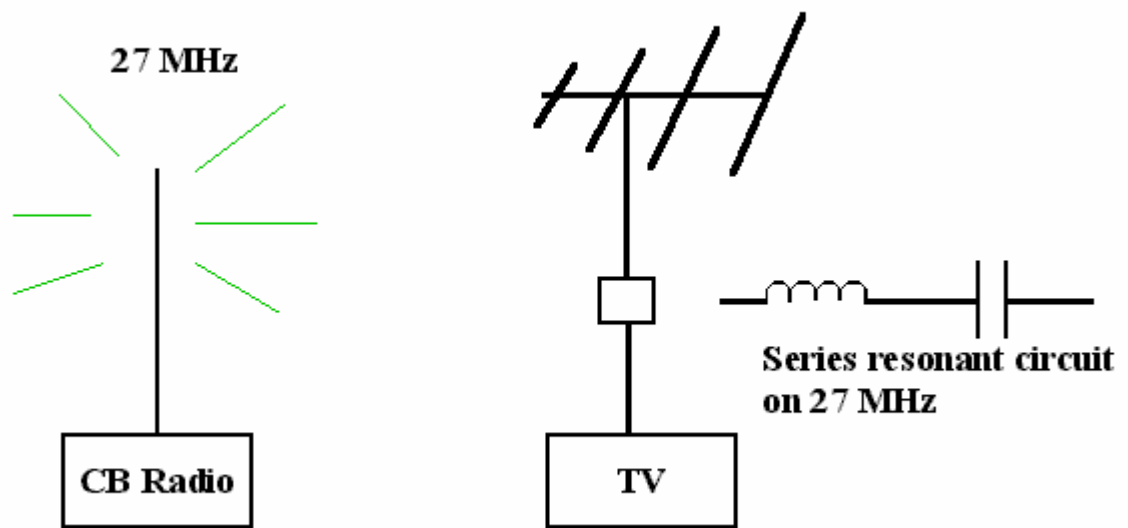 27 MHz
Series resonant circuit
on 27 MHz
CB Radio
TV